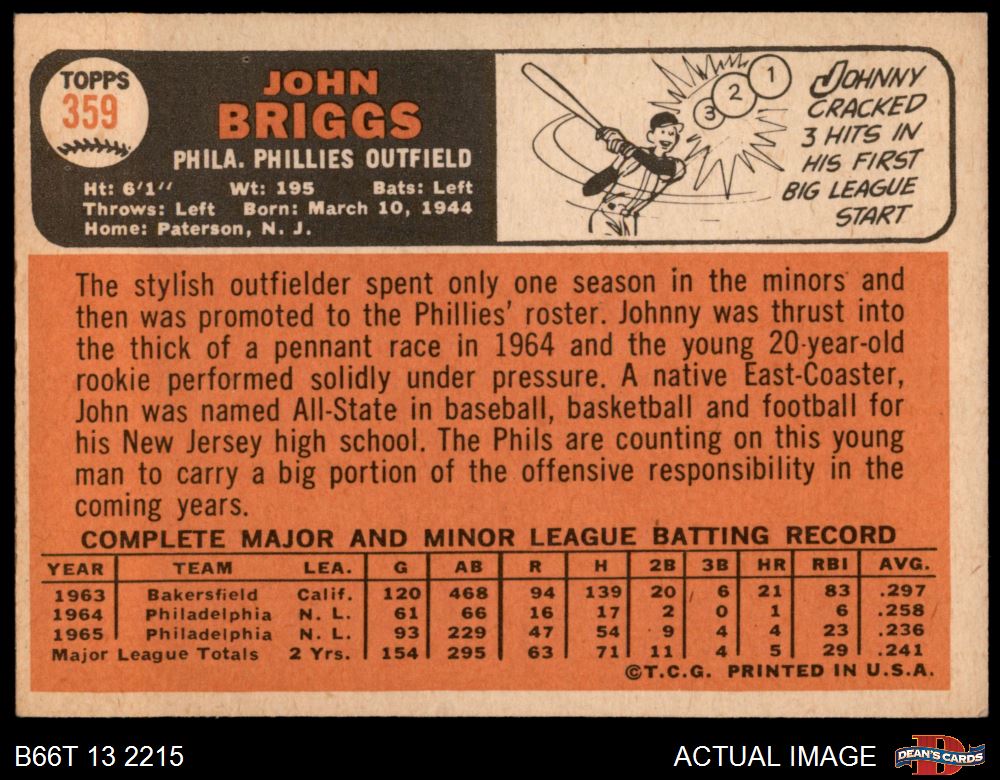 TOPPS
359
JOHN
BRIGGS
PHILA. PHILLIES OUTFIELD
Ht: 6'1" Wt: 195 Bats: Left
Throws: Left Born: March 10, 1944
Home: Paterson, N. J.
1
2
3
JOHNNY
CRACKED
3 HITS IN
HIS FIRST
BIG LEAGUE
START
The stylish outfielder spent only one season in the minors and
then was promoted to the Phillies' roster. Johnny was thrust into
the thick of a pennant race in 1964 and the young 20-year-old
rookie performed solidly under pressure. A native East-Coaster,
John was named All-State in baseball, basketball and football for
his New Jersey high school. The Phils are counting on this young
man to carry a big portion of the offensive responsibility in the
coming years.
COMPLETE MAJOR AND MINOR LEAGUE BATTING RECORD
YEAR TEAM LEA. G AB R H 2B 3B HR RBI AVG.
1963 Bakersfield Calif. 120 468 94 139 20 6 21 83 .297
1964 Philadelphia N. L. 61 66 16 17 2 0 1 6 .258
1965 Philadelphia N. L. 93 229 47 54 9 4 4 23 .236
Major League Totals 2 Yrs. 154 295 63 71 11 4 5 29 .241
©T.C.G. PRINTED IN U.S.A.
B66T 13 2215
ACTUAL IMAGE
DEAN'S CARDS